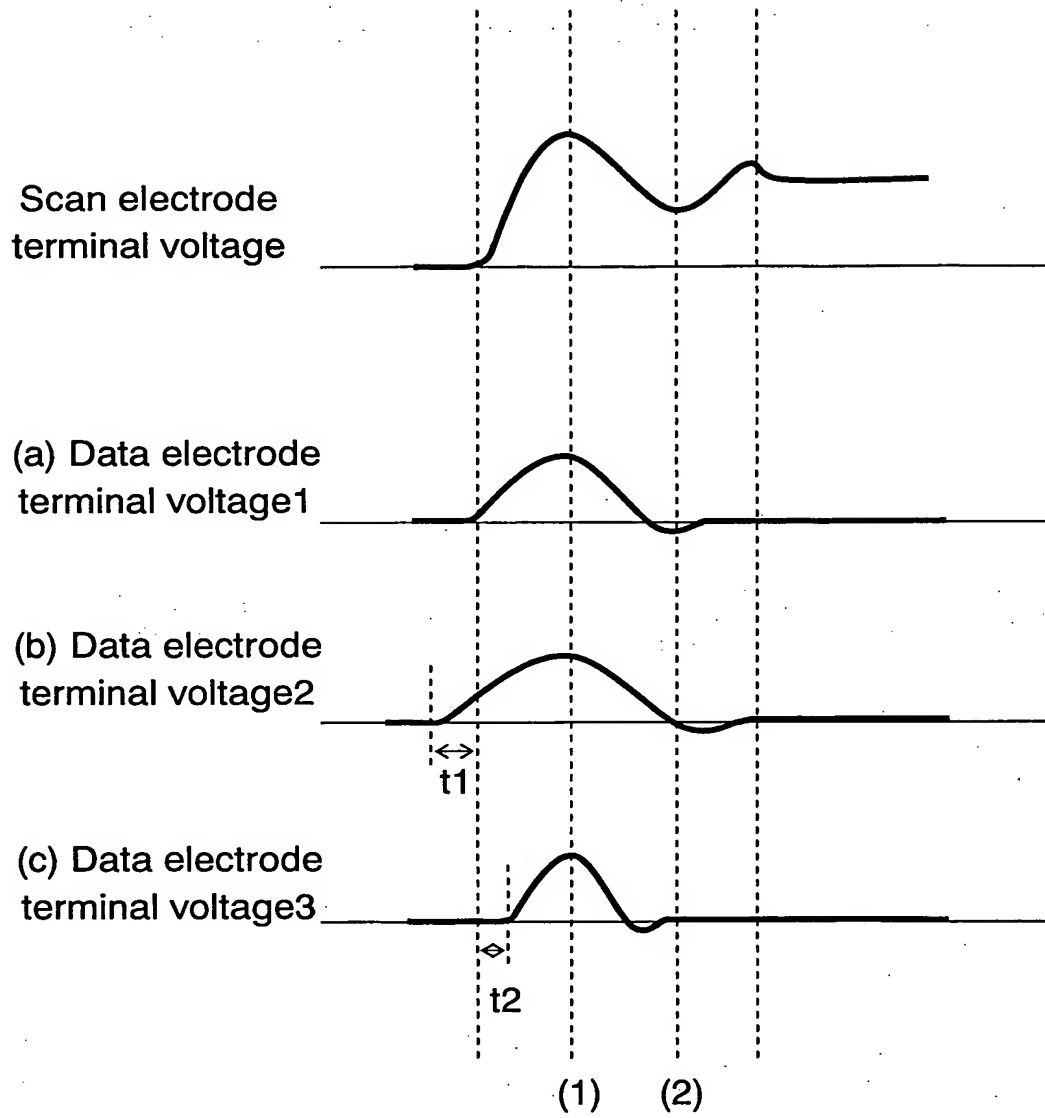 Scan electrode
terminal voltage
(a) Data electrode
terminal voltage1
(b) Data electrode
terminal voltage2
t1
(c) Data electrode
terminal voltage3
t2
(1)
(2)